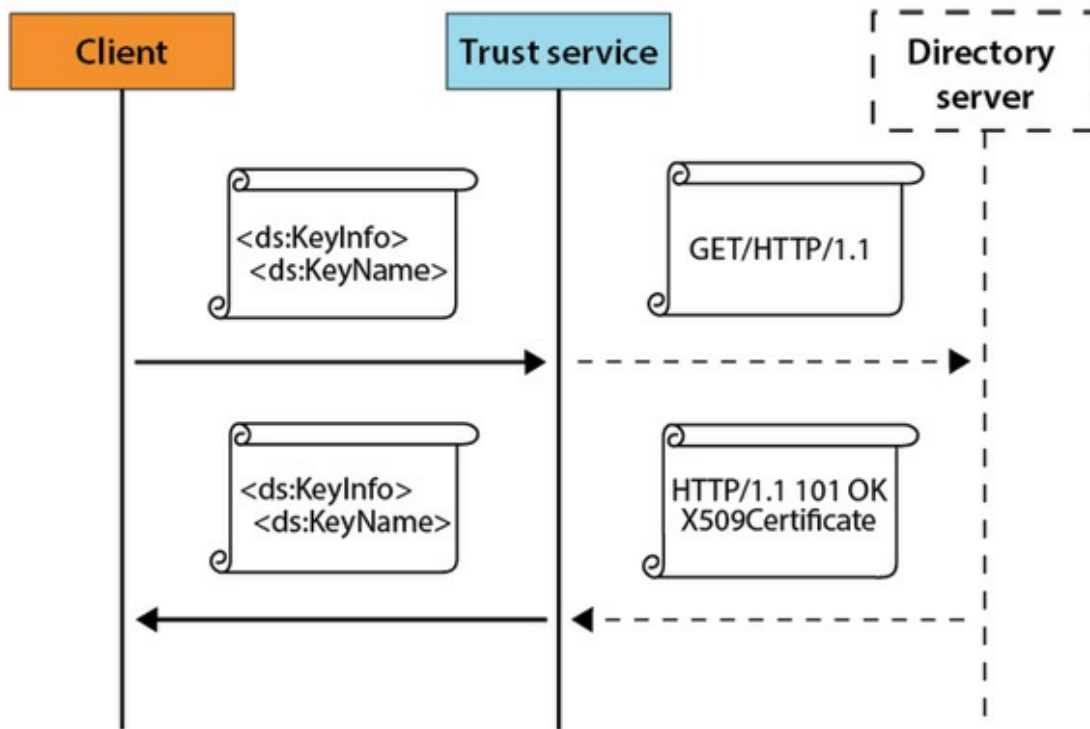 Client
Trust service
Directory
server
<ds:KeyInfo>
<ds:KeyName>
GET/HTTP/1.1
<ds:KeyInfo>
<ds:KeyName>
HTTP/1.1 101 OK
X509Certificate